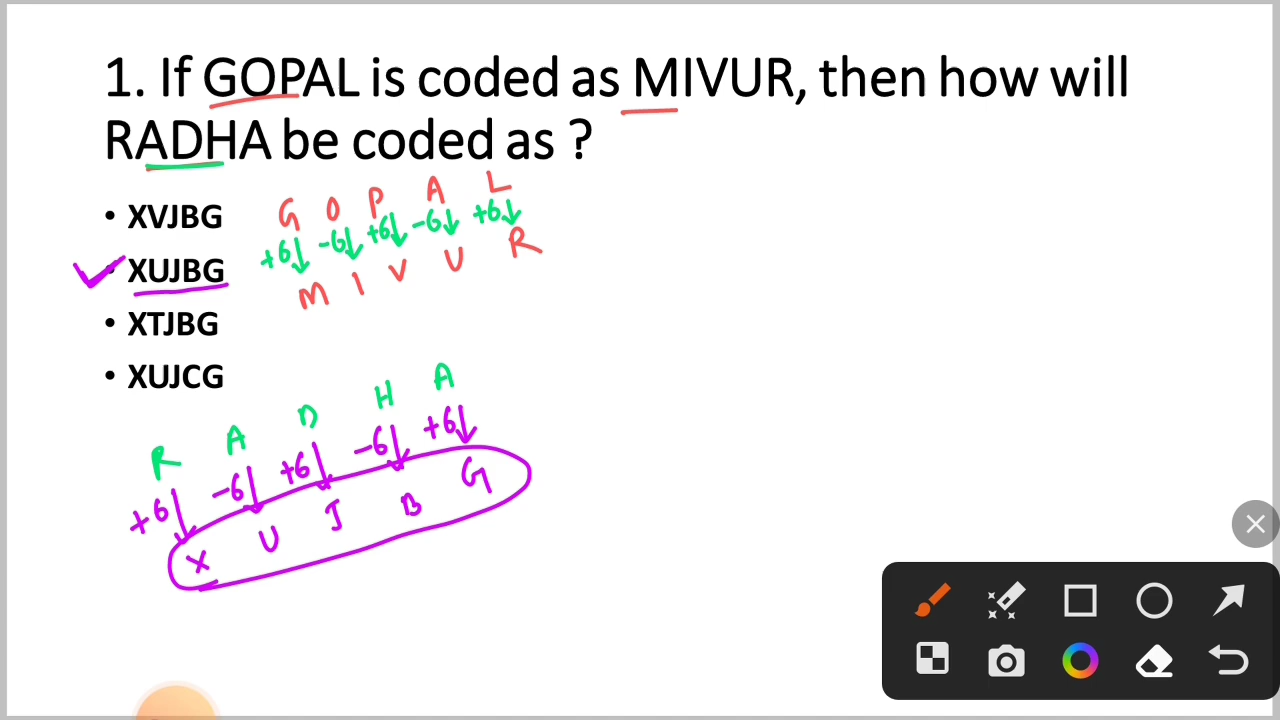 1. If GOPAL is coded as MIVUR, then how will
RADHA be coded as ?
• XVJBG
• XUJBG
• XTJBG
• XUJCG
G O P A L
+6 -6 +6 -6 +6
M I V U R
R A D H A
+6 -6 +6 -6 +6
X U J B G